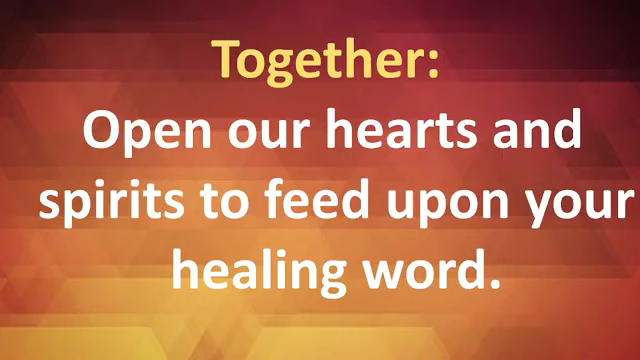 Together:
Open our hearts and
spirits to feed upon your
healing word.